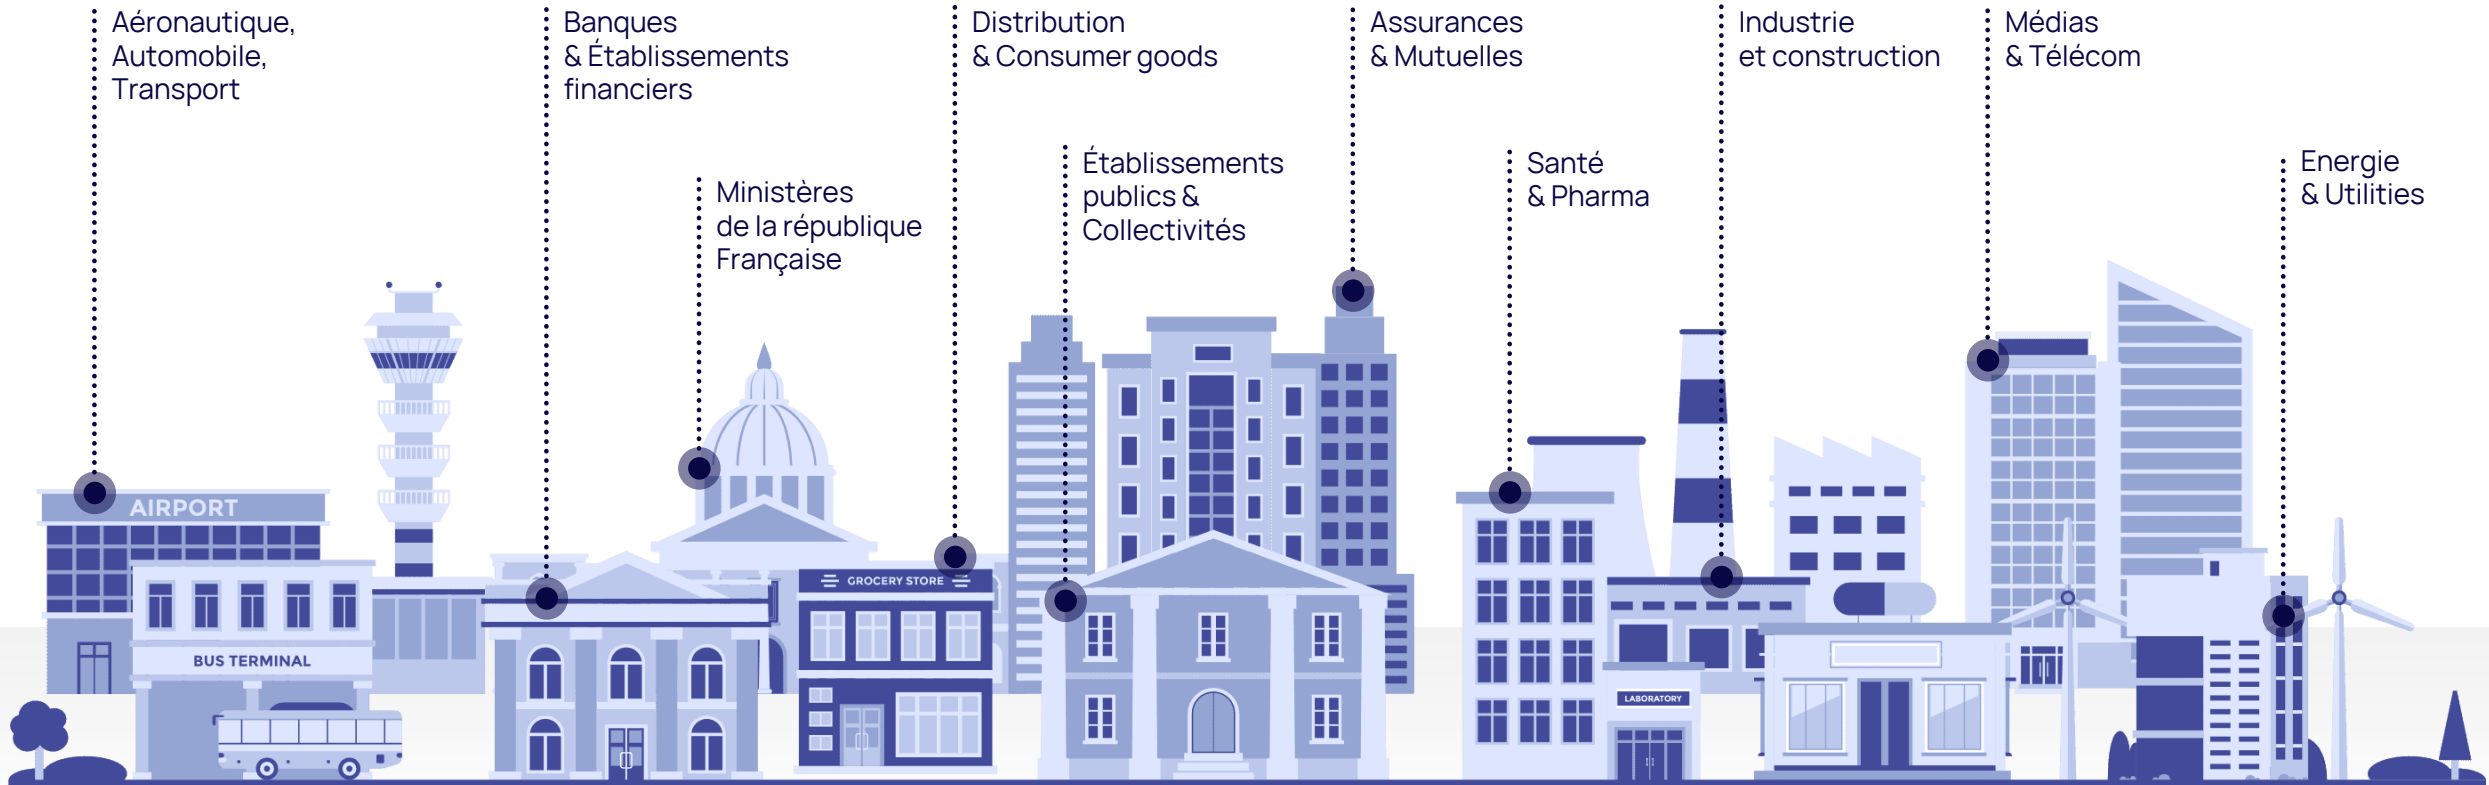 Aéronautique,
Automobile,
Transport
Banques
& Établissements
financiers
Distribution
& Consumer goods
Assurances
& Mutuelles
Industrie
et construction
Médias
& Télécom
Ministères
de la république
Française
Établissements
publics &
Collectivités
Santé
& Pharma
Energie
& Utilities
AIRPORT
BUS TERMINAL
GROCERY STORE
LABORATORY